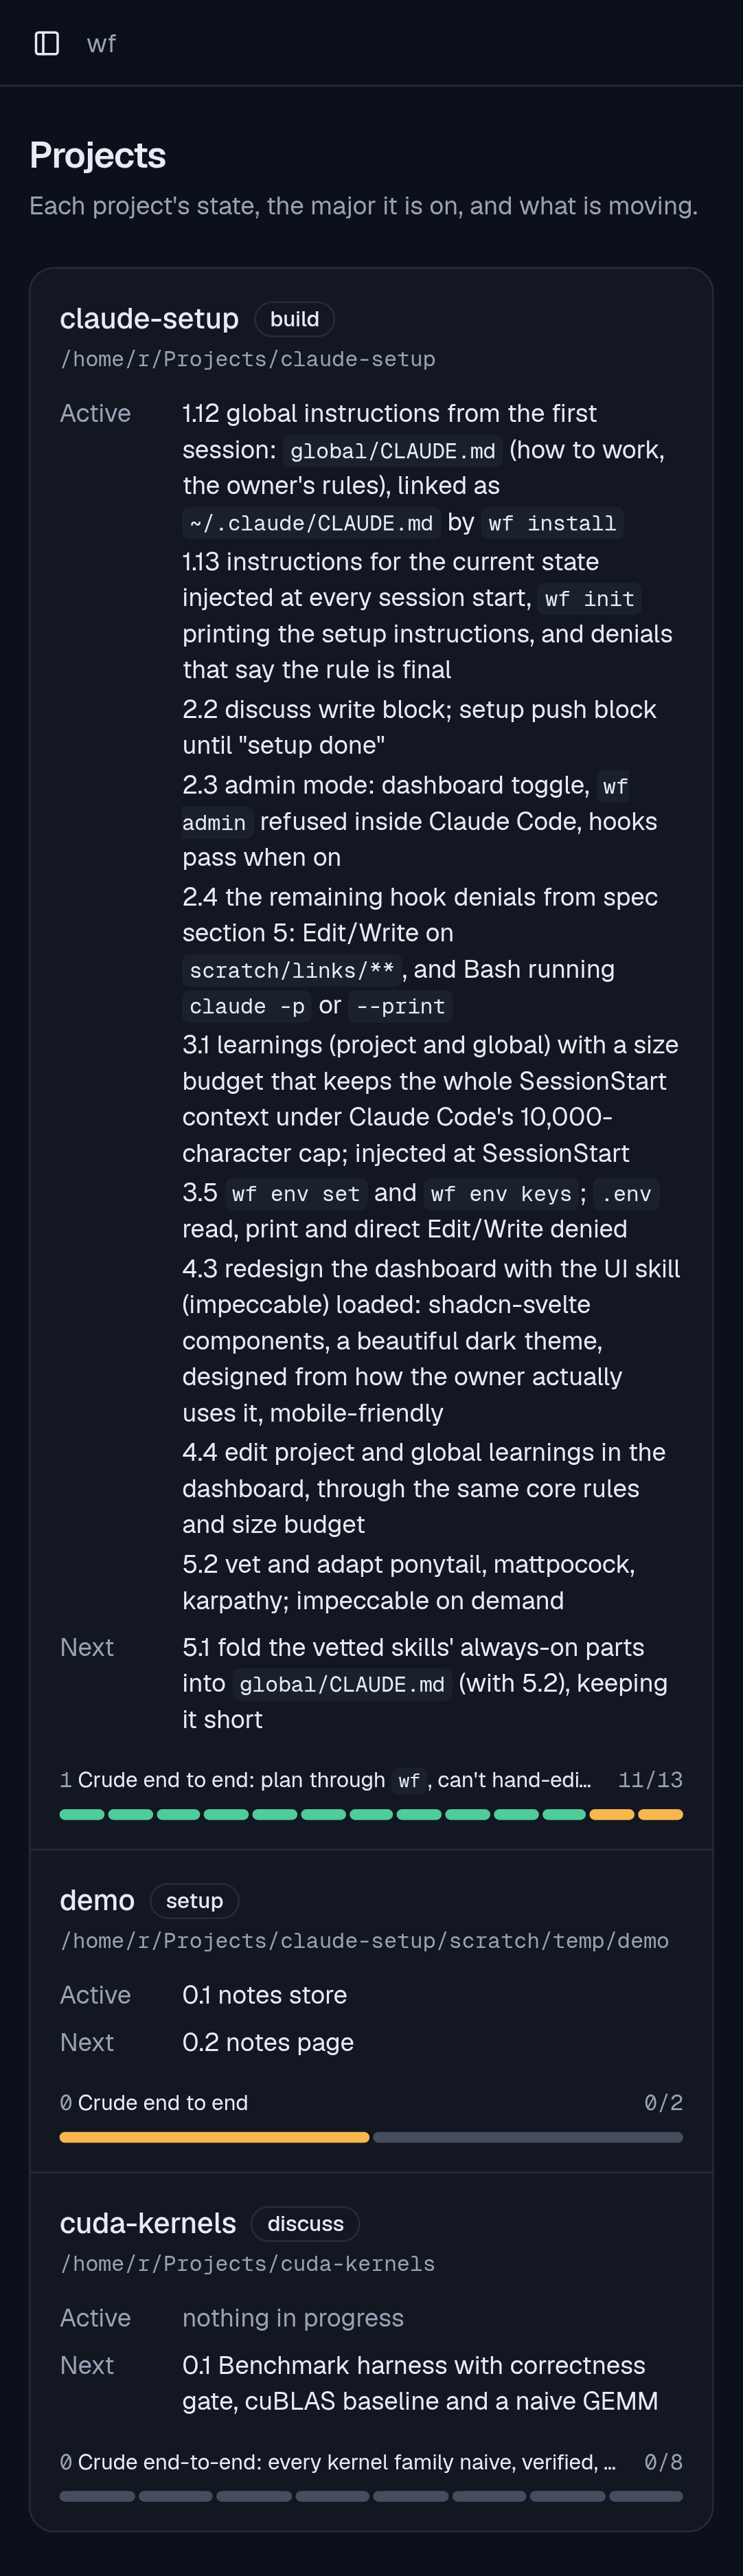 wf
Projects
Each project's state, the major it is on, and what is moving.
claude-setup build
/home/r/Projects/claude-setup
Active 1.12 global instructions from the first
session: global/CLAUDE.md (how to work,
the owner's rules), linked as
~/.claude/CLAUDE.md by wf install
1.13 instructions for the current state
injected at every session start, wf init
printing the setup instructions, and denials
that say the rule is final
2.2 discuss write block; setup push block
until "setup done"
2.3 admin mode: dashboard toggle, wf
admin refused inside Claude Code, hooks
pass when on
2.4 the remaining hook denials from spec
section 5: Edit/Write on
scratch/links/**, and Bash running
claude -p or --print
3.1 learnings (project and global) with a size
budget that keeps the whole SessionStart
context under Claude Code's 10,000-
character cap; injected at SessionStart
3.5 wf env set and wf env keys; .env
read, print and direct Edit/Write denied
4.3 redesign the dashboard with the UI skill
(impeccable) loaded: shadcn-svelte
components, a beautiful dark theme,
designed from how the owner actually
uses it, mobile-friendly
4.4 edit project and global learnings in the
dashboard, through the same core rules
and size budget
5.2 vet and adapt ponytail, mattpocock,
karpathy; impeccable on demand
Next 5.1 fold the vetted skills' always-on parts
into global/CLAUDE.md (with 5.2), keeping
it short
1 Crude end to end: plan through wf, can't hand-edi... 11/13
demo setup
/home/r/Projects/claude-setup/scratch/temp/demo
Active 0.1 notes store
Next 0.2 notes page
0 Crude end to end 0/2
cuda-kernels discuss
/home/r/Projects/cuda-kernels
Active nothing in progress
Next 0.1 Benchmark harness with correctness
gate, cuBLAS baseline and a naive GEMM
0 Crude end-to-end: every kernel family naive, verified, ... 0/8